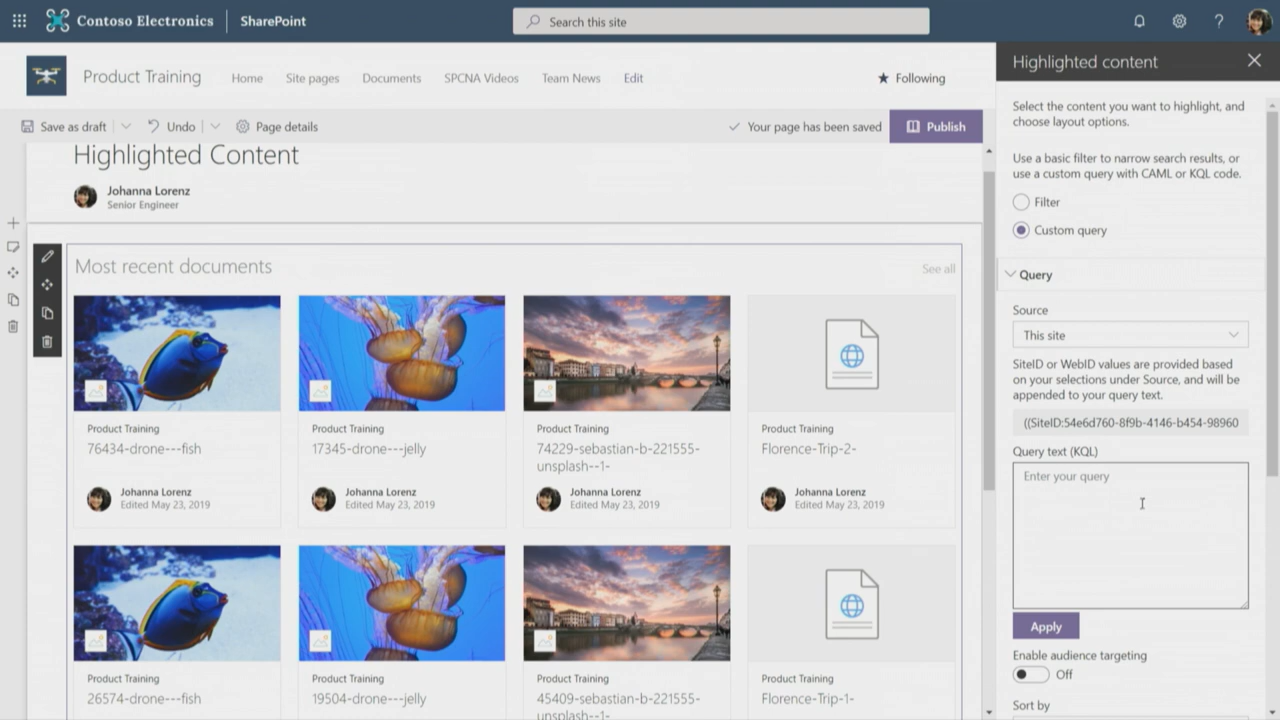 Contoso Electronics
SharePoint
Search this site
Product Training
Home
Site pages
Documents
SPCNA Videos
Team News
Edit
Following
Save as draft
Undo
Page details
Your page has been saved
Publish
Highlighted Content
Johanna Lorenz
Senior Engineer
Most recent documents
See all
Product Training
76434-drone---fish
Johanna Lorenz
Edited May 23, 2019
Product Training
17345-drone---jelly
Johanna Lorenz
Edited May 23, 2019
Product Training
74229-sebastian-b-221555-
unsplash--1-
Johanna Lorenz
Edited May 23, 2019
Product Training
Florence-Trip-2-
Johanna Lorenz
Edited May 23, 2019
Product Training
26574-drone---fish
Product Training
19504-drone---jelly
Product Training
45409-sebastian-b-221555-
unsplash--1-
Product Training
Florence-Trip-1-
Highlighted content
Select the content you want to highlight, and
choose layout options.
Use a basic filter to narrow search results, or
use a custom query with CAML or KQL code.
Filter
Custom query
Query
Source
This site
SiteID or WebID values are provided based
on your selections under Source, and will be
appended to your query text.
((SiteID:54e6d760-8f9b-4146-b454-98960
Query text (KQL)
Enter your query
Apply
Enable audience targeting
Off
Sort by